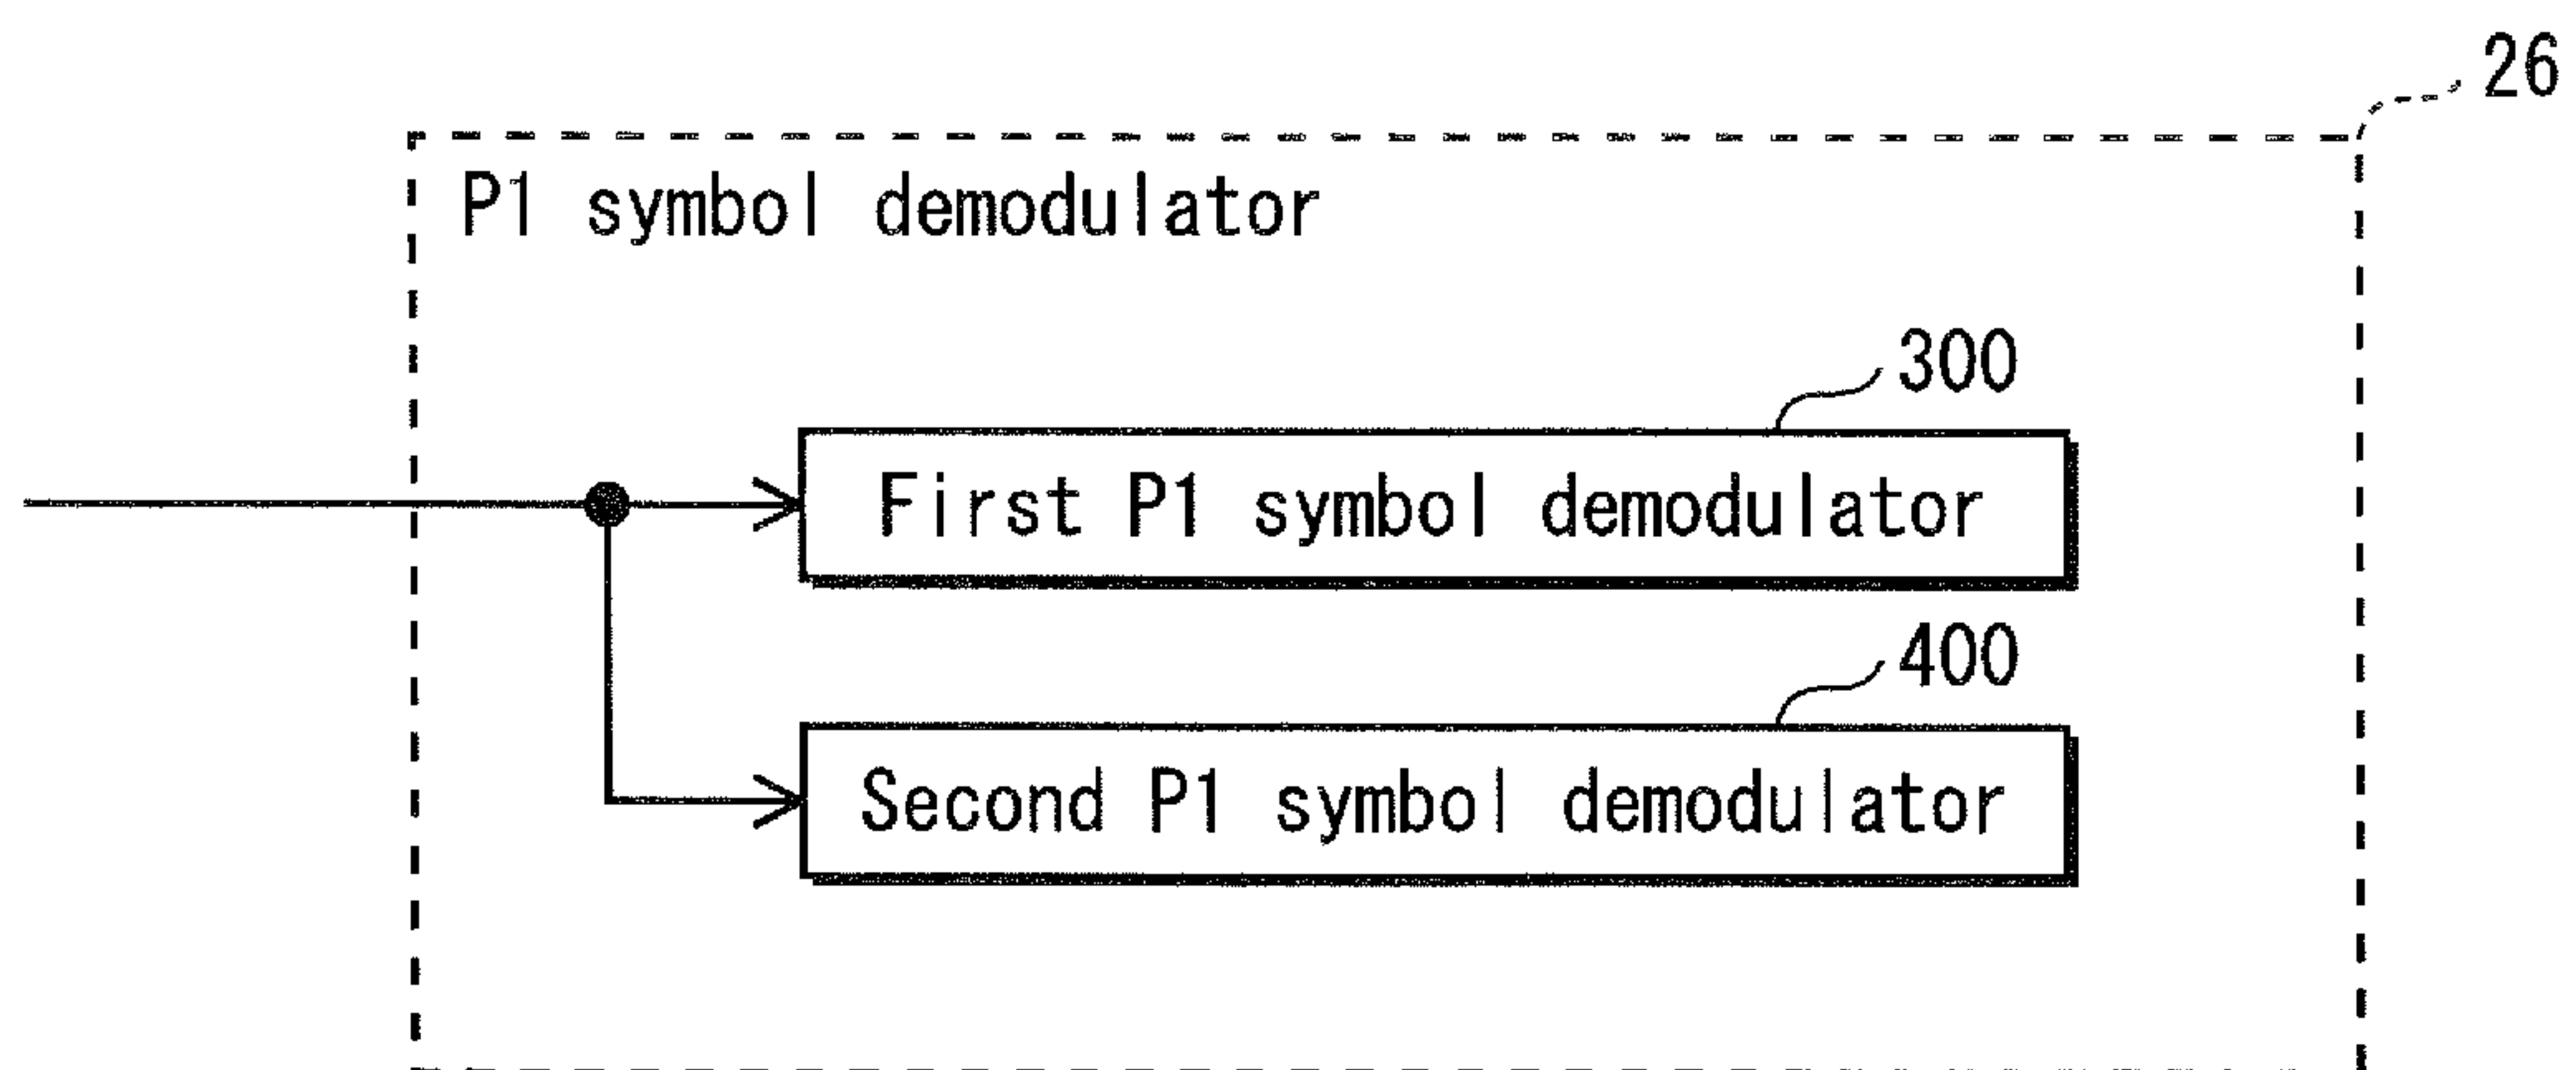 26
P1 symbol demodulator
300
First P1 symbol demodulator
400
Second P1 symbol demodulator